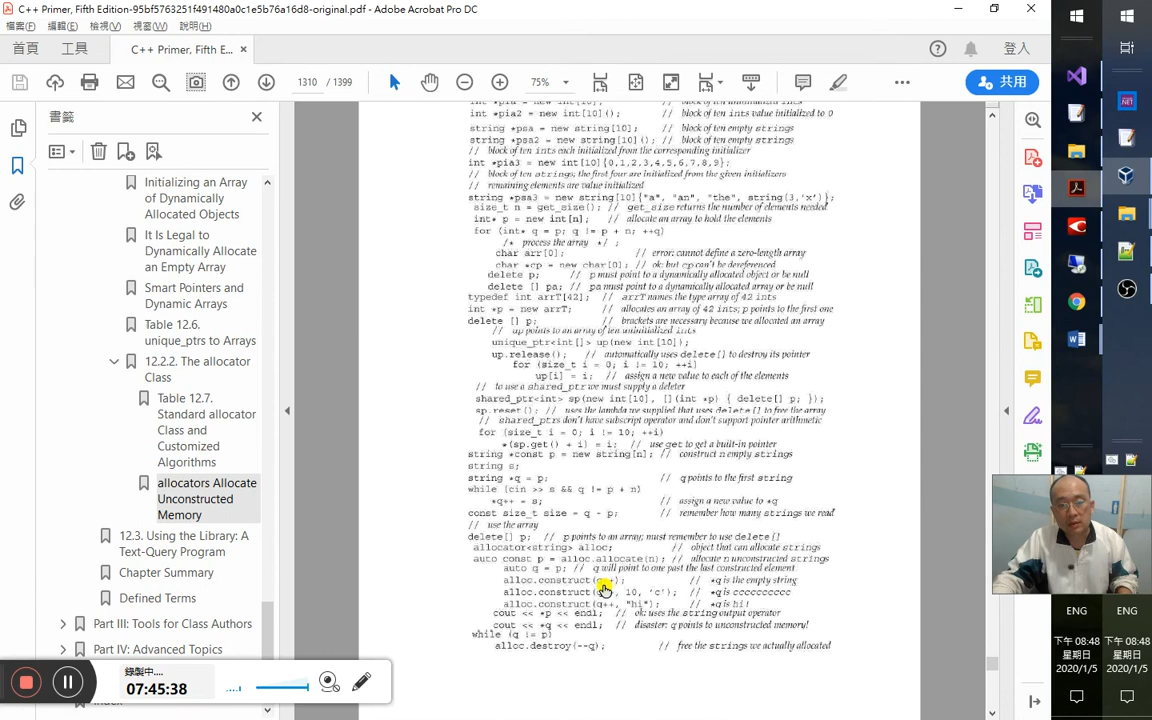 C++ Primer, Fifth Edition-95bf5763251f1491480a0c1e5b76a16d8-original.pdf - Adobe Acrobat Pro DC
檔案(F) 編輯(E) 檢視(V) 視窗(W) 說明(H)
首頁 工具 C++ Primer, Fifth E... × 登入
1310 / 1399 75% 共用
書籤
Initializing an Array
of Dynamically
Allocated Objects
It Is Legal to
Dynamically Allocate
an Empty Array
Smart Pointers and
Dynamic Arrays
Table 12.6.
unique_ptrs to Arrays
12.2.2. The allocator
Class
Table 12.7.
Standard allocator
Class and
Customized
Algorithms
allocators Allocate
Unconstructed
Memory
12.3. Using the Library: A
Text-Query Program
Chapter Summary
Defined Terms
Part III: Tools for Class Authors
Part IV: Advanced Topics
int *pia = new int[10]; // block of ten uninitialized ints
int *pia2 = new int[10](); // block of ten ints value initialized to 0
string *psa = new string[10]; // block of ten empty strings
string *psa2 = new string[10](); // block of ten empty strings
// block of ten ints each initialized from the corresponding initializer
int *pia3 = new int[10]{0,1,2,3,4,5,6,7,8,9};
// block of ten strings; the first four are initialized from the given initializers
// remaining elements are value initialized
string *psa3 = new string[10]{"a", "an", "the", string(3,'x')};
size_t n = get_size(); // get_size returns the number of elements needed
int* p = new int[n]; // allocate an array to hold the elements
for (int* q = p; q != p + n; ++q)
/* process the array */ ;
char arr[0]; // error: cannot define a zero-length array
char *cp = new char[0]; // ok: but cp can't be dereferenced
delete p; // p must point to a dynamically allocated object or be null
delete [] pa; // pa must point to a dynamically allocated array or be null
typedef int arrT[42]; // arrT names the type array of 42 ints
int *p = new arrT; // allocates an array of 42 ints; p points to the first one
delete [] p; // brackets are necessary because we allocated an array
// up points to an array of ten uninitialized ints
unique_ptr<int[]> up(new int[10]);
up.release(); // automatically uses delete[] to destroy its pointer
for (size_t i = 0; i != 10; ++i)
up[i] = i; // assign a new value to each of the elements
// to use a shared_ptr we must supply a deleter
shared_ptr<int> sp(new int[10], [](int *p) { delete[] p; });
sp.reset(); // uses the lambda we supplied that uses delete[] to free the array
// shared_ptrs don't have subscript operator and don't support pointer arithmetic
for (size_t i = 0; i != 10; ++i)
*(sp.get() + i) = i; // use get to get a built-in pointer
string *const p = new string[n]; // construct n empty strings
string s;
string *q = p; // q points to the first string
while (cin >> s && q != p + n)
*q++ = s; // assign a new value to *q
const size_t size = q - p; // remember how many strings we read
// use the array
delete[] p; // p points to an array; must remember to use delete[]
allocator<string> alloc; // object that can allocate strings
auto const p = alloc.allocate(n); // allocate n unconstructed strings
auto q = p; // q will point to one past the last constructed element
alloc.construct(q++); // *q is the empty string
alloc.construct( , 10, 'c'); // *q is cccccccccc
alloc.construct(q++, "hi"); // *q is hi!
cout << *p << endl; // ok: uses the string output operator
cout << *q << endl; // disaster: q points to unconstructed memory!
while (q != p)
alloc.destroy(--q); // free the strings we actually allocated
錄製中...
07:45:38
ENG ENG
下午 08:48 下午 08:48
星期日 星期日
2020/1/5 2020/1/5